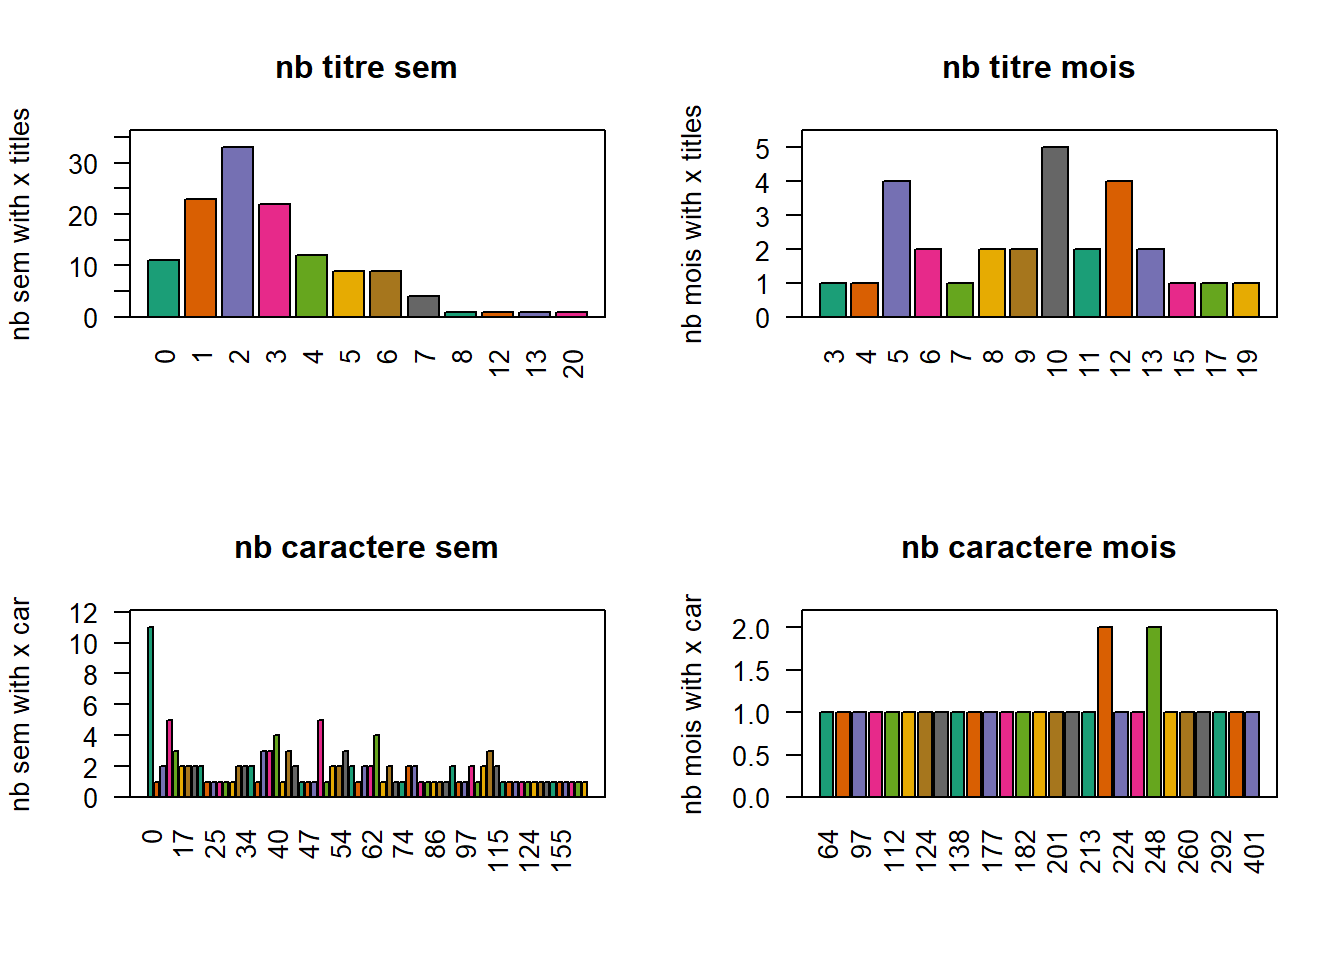 nb titre sem
nb sem with x titles
30
20
10
0
0 1 2 3 4 5 6 7 8 12 13 20
nb titre mois
nb mois with x titles
5
4
3
2
1
0
3 4 5 6 7 8 9 10 11 12 13 15 17 19
nb caractere sem
nb sem with x car
12
10
8
6
4
2
0
0 17 25 34 40 47 54 62 74 86 97 115 124 155
nb caractere mois
nb mois with x car
2.0
1.5
1.0
0.5
0.0
64 97 112 124 138 177 182 201 213 224 248 260 292 401